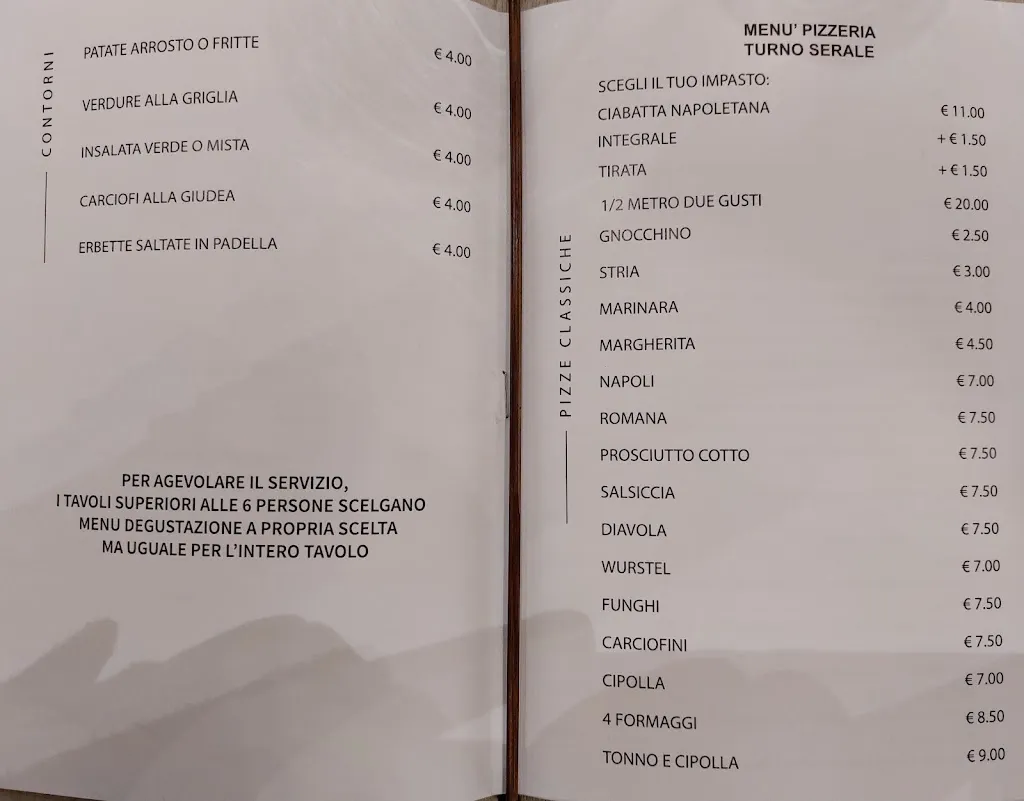 CONTORNI
PATATE ARROSTO O FRITTE € 4.00
VERDURE ALLA GRIGLIA € 4.00
INSALATA VERDE O MISTA € 4.00
CARCIOFI ALLA GIUDEA € 4.00
ERBETTE SALTATE IN PADELLA € 4.00
PER AGEVOLARE IL SERVIZIO,
I TAVOLI SUPERIORI ALLE 6 PERSONE SCELGANO
MENU DEGUSTAZIONE A PROPRIA SCELTA
MA UGUALE PER L'INTERO TAVOLO
MENU' PIZZERIA
TURNO SERALE
SCEGLI IL TUO IMPASTO:
CIABATTA NAPOLETANA € 11.00
INTEGRALE + € 1.50
TIRATA + € 1.50
1/2 METRO DUE GUSTI € 20.00
PIZZE CLASSICHE
GNOCCHINO € 2.50
STRIA € 3.00
MARINARA € 4.00
MARGHERITA € 4.50
NAPOLI € 7.00
ROMANA € 7.50
PROSCIUTTO COTTO € 7.50
SALSICCIA € 7.50
DIAVOLA € 7.50
WURSTEL € 7.00
FUNGHI € 7.50
CARCIOFINI € 7.50
CIPOLLA € 7.00
4 FORMAGGI € 8.50
TONNO E CIPOLLA € 9.00